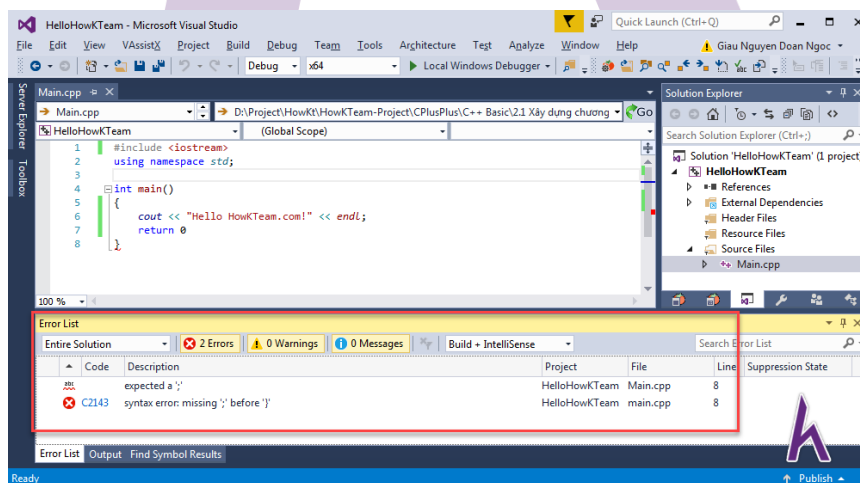 HelloHowKTeam - Microsoft Visual Studio
Quick Launch (Ctrl+Q)
File Edit View VAssistX Project Build Debug Team Tools Architecture Test Analyze Window Help
Giau Nguyen Doan Ngoc
Debug x64 Local Windows Debugger
Server Explorer
Toolbox
Main.cpp
Main.cpp D:\Project\HowKt\HowKTeam-Project\CPlusPlus\C++ Basic\2.1 Xây dựng chương Go
HelloHowKTeam (Global Scope)
1 #include <iostream>
2 using namespace std;
3
4 int main()
5 {
6 cout << "Hello HowKTeam.com!" << endl;
7 return 0
8 }
100 %
Solution Explorer
Search Solution Explorer (Ctrl+;)
Solution 'HelloHowKTeam' (1 project)
HelloHowKTeam
References
External Dependencies
Header Files
Resource Files
Source Files
Main.cpp
Error List
Entire Solution 2 Errors 0 Warnings 0 Messages Build + IntelliSense Search Error List
Code Description Project File Line Suppression State
abc expected a ';' HelloHowKTeam Main.cpp 8
C2143 syntax error: missing ';' before '}' HelloHowKTeam main.cpp 8
Error List Output Find Symbol Results
Ready
Publish